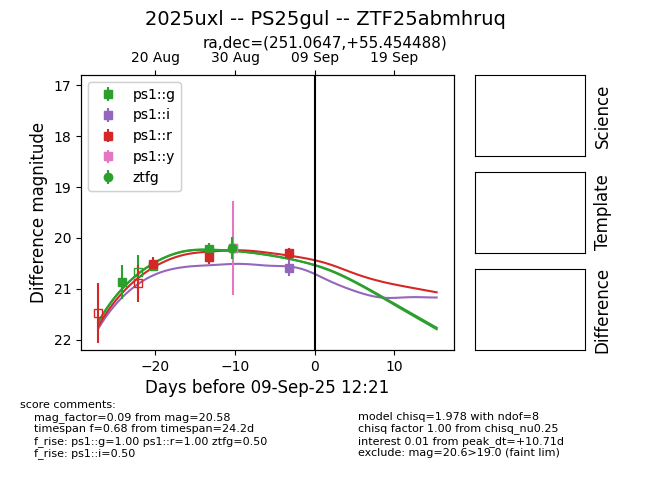 2025uxl -- PS25gul -- ZTF25abmhruq
ra,dec=(251.0647,+55.454488)
20 Aug 30 Aug 09 Sep 19 Sep
17
18
19
20
21
22
Difference magnitude
ps1::g
ps1::i
ps1::r
ps1::y
ztfg
−20 −10 0 10
Days before 09-Sep-25 12:21
Science
Template
Difference
score comments:
mag_factor=0.09 from mag=20.58
timespan f=0.68 from timespan=24.2d
f_rise: ps1::g=1.00 ps1::r=1.00 ztfg=0.50
f_rise: ps1::i=0.50
model chisq=1.978 with ndof=8
chisq factor 1.00 from chisq_nu0.25
interest 0.01 from peak_dt=+10.71d
exclude: mag=20.6>19.0 (faint lim)